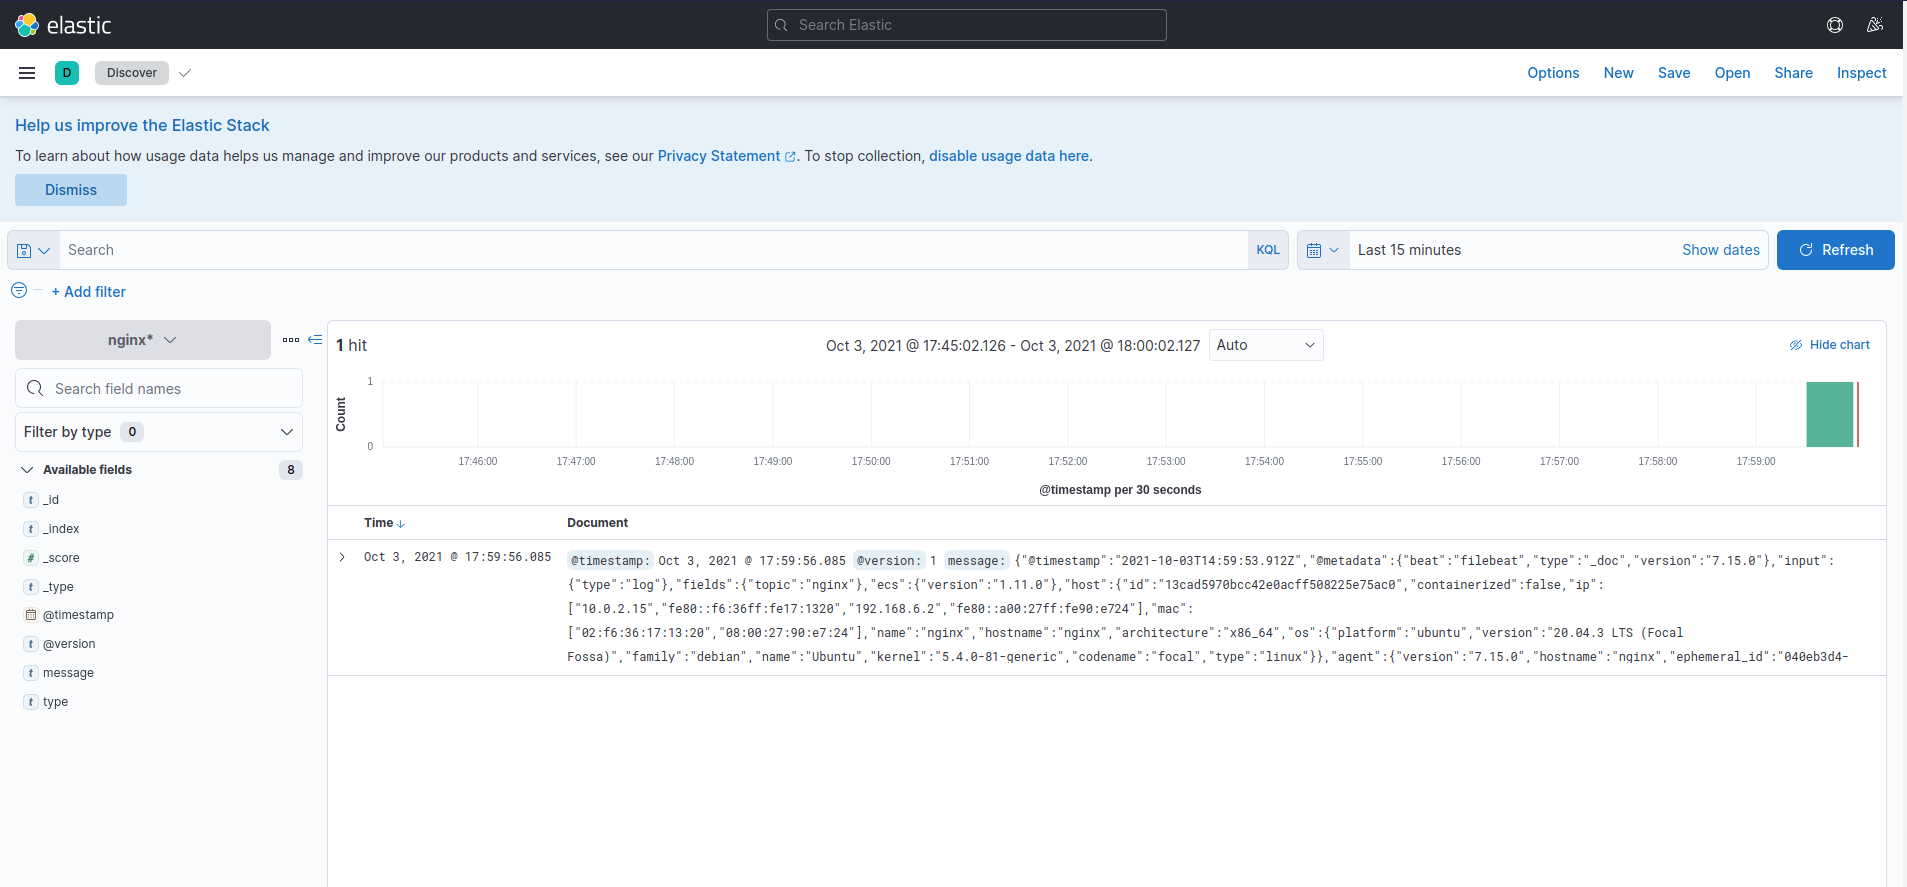 elastic
Search Elastic
D
Discover
Options New Save Open Share Inspect
Help us improve the Elastic Stack
To learn about how usage data helps us manage and improve our products and services, see our Privacy Statement. To stop collection, disable usage data here.
Dismiss
Search
KQL
Last 15 minutes
Show dates
Refresh
+ Add filter
nginx*
Search field names
Filter by type 0
Available fields 8
t _id
t _index
# _score
t _type
@timestamp
t @version
t message
t type
1 hit
Oct 3, 2021 @ 17:45:02.126 - Oct 3, 2021 @ 18:00:02.127
Auto
Hide chart
Count
1
0
17:46:00 17:47:00 17:48:00 17:49:00 17:50:00 17:51:00 17:52:00 17:53:00 17:54:00 17:55:00 17:56:00 17:57:00 17:58:00 17:59:00
@timestamp per 30 seconds
Time Document
Oct 3, 2021 @ 17:59:56.085
@timestamp: Oct 3, 2021 @ 17:59:56.085 @version: 1 message: {"@timestamp":"2021-10-03T14:59:53.912Z","@metadata":{"beat":"filebeat","type":"_doc","version":"7.15.0"},"input":
{"type":"log"},"fields":{"topic":"nginx"},"ecs":{"version":"1.11.0"},"host":{"id":"13cad5970bcc42e0acff508225e75ac0","containerized":false,"ip":
["10.0.2.15","fe80::f6:36ff:fe17:1320","192.168.6.2","fe80::a00:27ff:fe90:e724"],"mac":
["02:f6:36:17:13:20","08:00:27:90:e7:24"],"name":"nginx","hostname":"nginx","architecture":"x86_64","os":{"platform":"ubuntu","version":"20.04.3 LTS (Focal
Fossa)","family":"debian","name":"Ubuntu","kernel":"5.4.0-81-generic","codename":"focal","type":"linux"}},"agent":{"version":"7.15.0","hostname":"nginx","ephemeral_id":"040eb3d4-